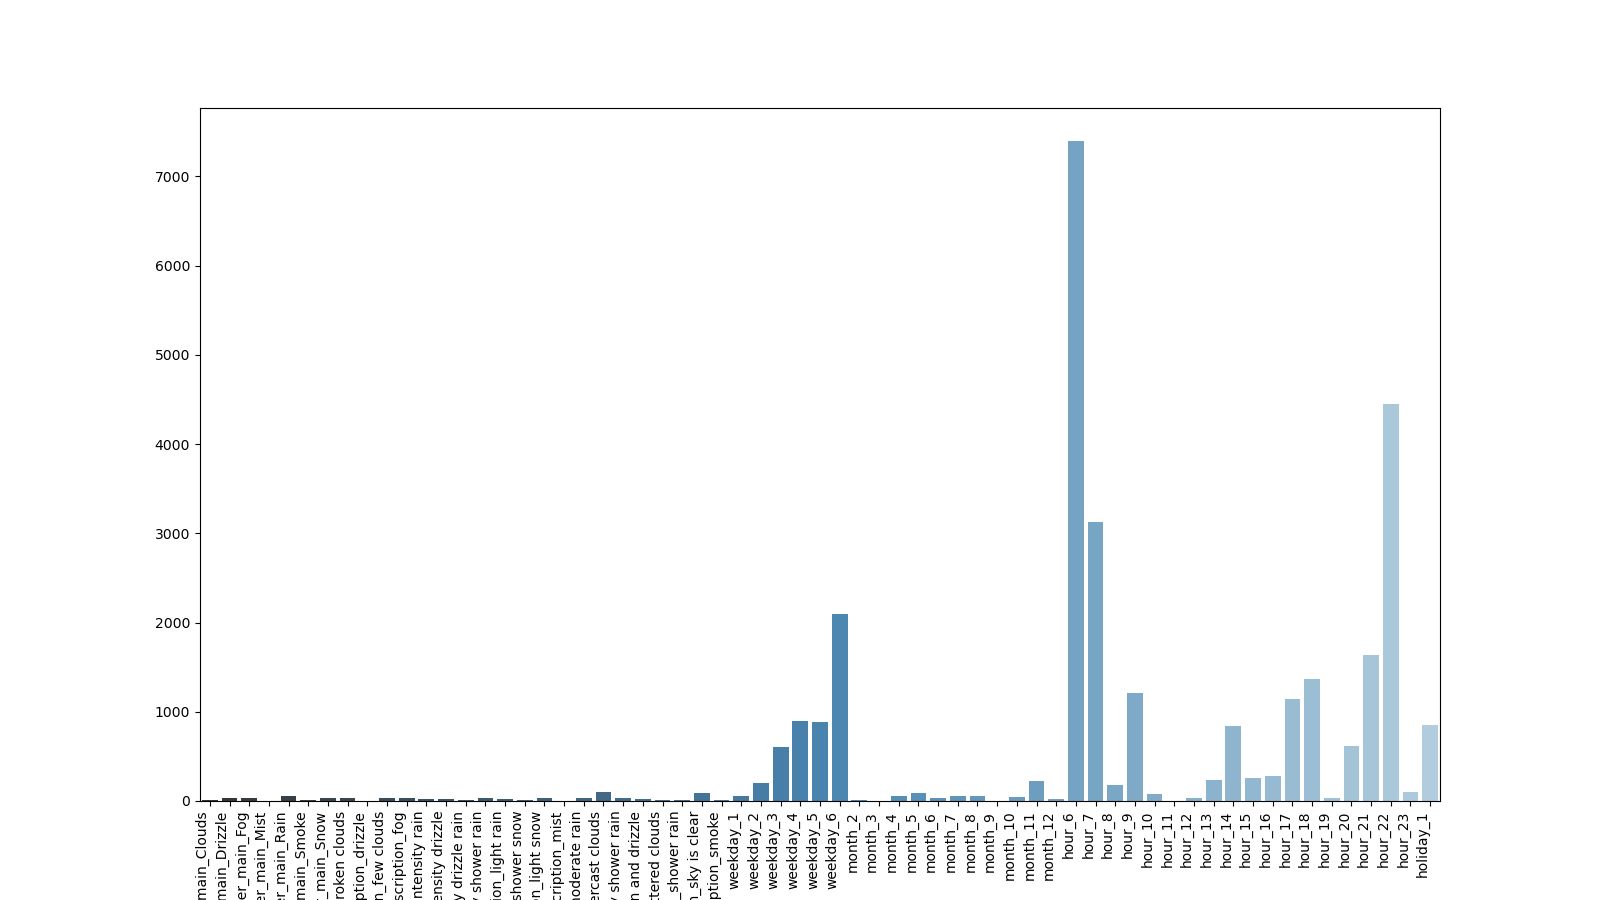 7000
6000
5000
4000
3000
2000
1000
0
main_Clouds
main_Drizzle
er_main_Fog
er_main_Mist
er_main_Rain
main_Smoke
_main_Snow
roken clouds
ption_drizzle
n_few clouds
scription_fog
ntensity rain
ensity drizzle
y drizzle rain
shower rain
ion_light rain
shower snow
n_light snow
cription_mist
noderate rain
ercast clouds
y shower rain
n and drizzle
ttered clouds
_shower rain
n_sky is clear
ption_smoke
weekday_1
weekday_2
weekday_3
weekday_4
weekday_5
weekday_6
month_2
month_3
month_4
month_5
month_6
month_7
month_8
month_9
month_10
month_11
month_12
hour_6
hour_7
hour_8
hour_9
hour_10
hour_11
hour_12
hour_13
hour_14
hour_15
hour_16
hour_17
hour_18
hour_19
hour_20
hour_21
hour_22
hour_23
holiday_1